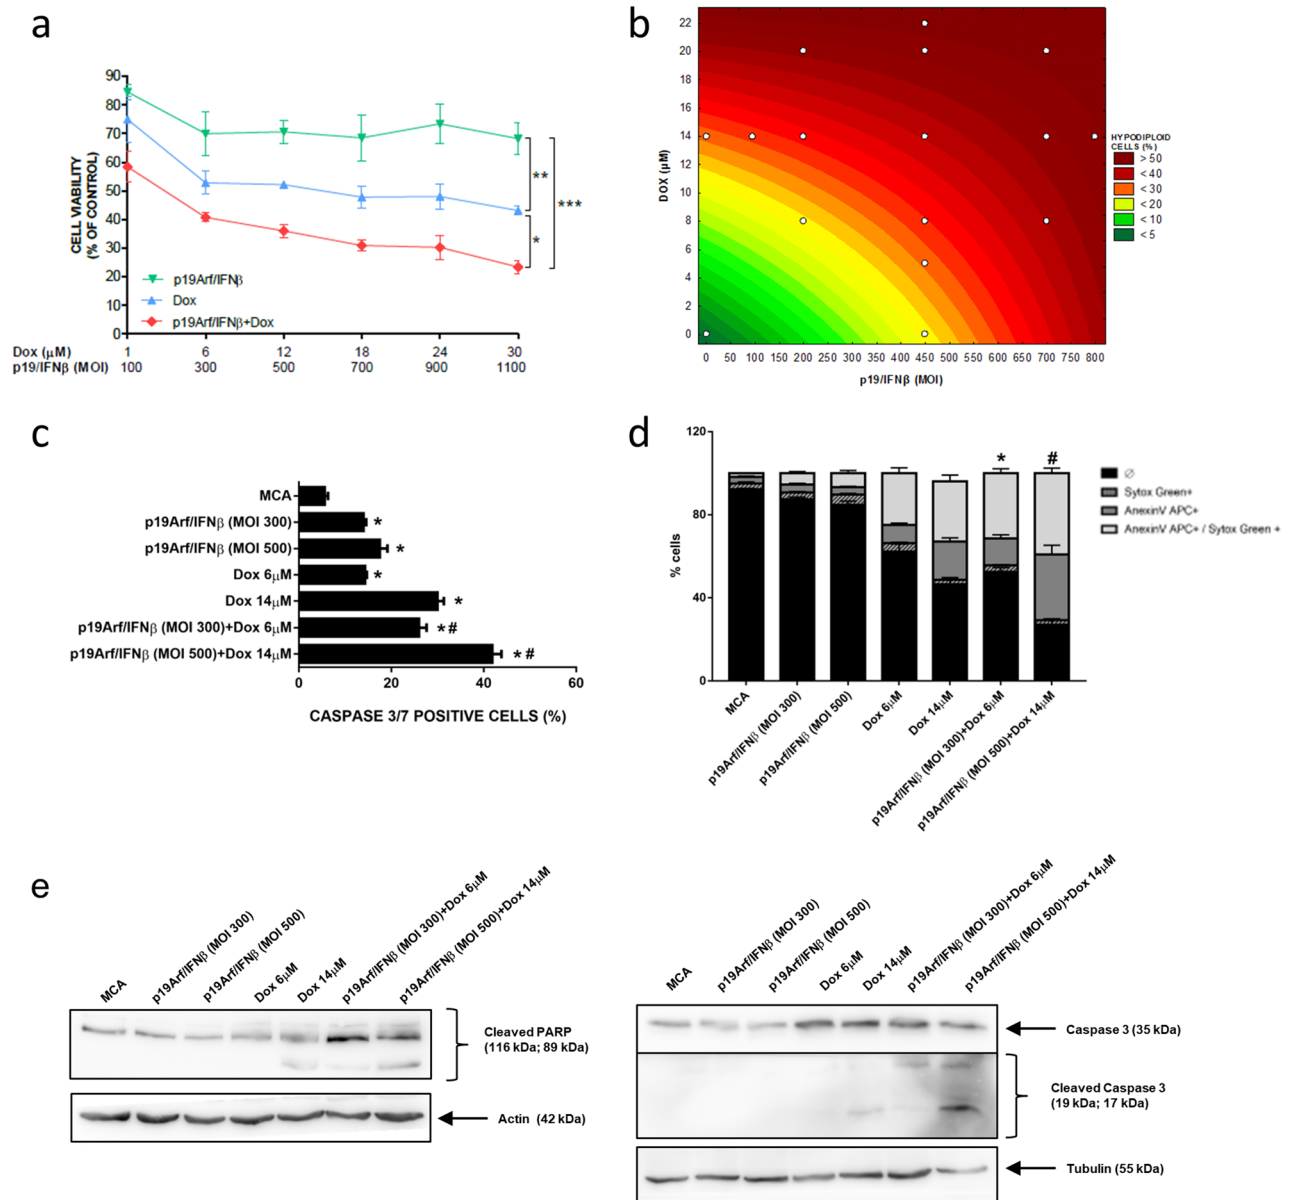 a
CELL VIABILITY
(% OF CONTROL)
90
80
70
60
50
40
30
20
10
0
**
***
*
p19Arf/IFNβ
Dox
p19Arf/IFNβ+Dox
Dox (μM) 1 6 12 18 24 30
p19/IFNβ (MOI) 100 300 500 700 900 1100
b
DOX (μM)
22
20
18
16
14
12
10
8
6
4
2
0
0 50 100 150 200 250 300 350 400 450 500 550 600 650 700 750 800
p19/IFNβ (MOI)
HYPODIPLOID
CELLS (%)
> 50
< 40
< 30
< 20
< 10
< 5
c
MCA
p19Arf/IFNβ (MOI 300) *
p19Arf/IFNβ (MOI 500) *
Dox 6μM *
Dox 14μM *
p19Arf/IFNβ (MOI 300)+Dox 6μM *#
p19Arf/IFNβ (MOI 500)+Dox 14μM *#
0 20 40 60
CASPASE 3/7 POSITIVE CELLS (%)
d
% cells
120
80
40
0
*
#
∅
Sytox Green+
AnexinV APC+
AnexinV APC+ / Sytox Green +
MCA
p19Arf/IFNβ (MOI 300)
p19Arf/IFNβ (MOI 500)
Dox 6μM
Dox 14μM
p19Arf/IFNβ (MOI 300)+Dox 6μM
p19Arf/IFNβ (MOI 500)+Dox 14μM
e
MCA
p19Arf/IFNβ (MOI 300)
p19Arf/IFNβ (MOI 500)
Dox 6μM
Dox 14μM
p19Arf/IFNβ (MOI 300)+Dox 6μM
p19Arf/IFNβ (MOI 500)+Dox 14μM
Cleaved PARP
(116 kDa; 89 kDa)
Actin (42 kDa)
MCA
p19Arf/IFNβ (MOI 300)
p19Arf/IFNβ (MOI 500)
Dox 6μM
Dox 14μM
p19Arf/IFNβ (MOI 300)+Dox 6μM
p19Arf/IFNβ (MOI 500)+Dox 14μM
Caspase 3 (35 kDa)
Cleaved Caspase 3
(19 kDa; 17 kDa)
Tubulin (55 kDa)